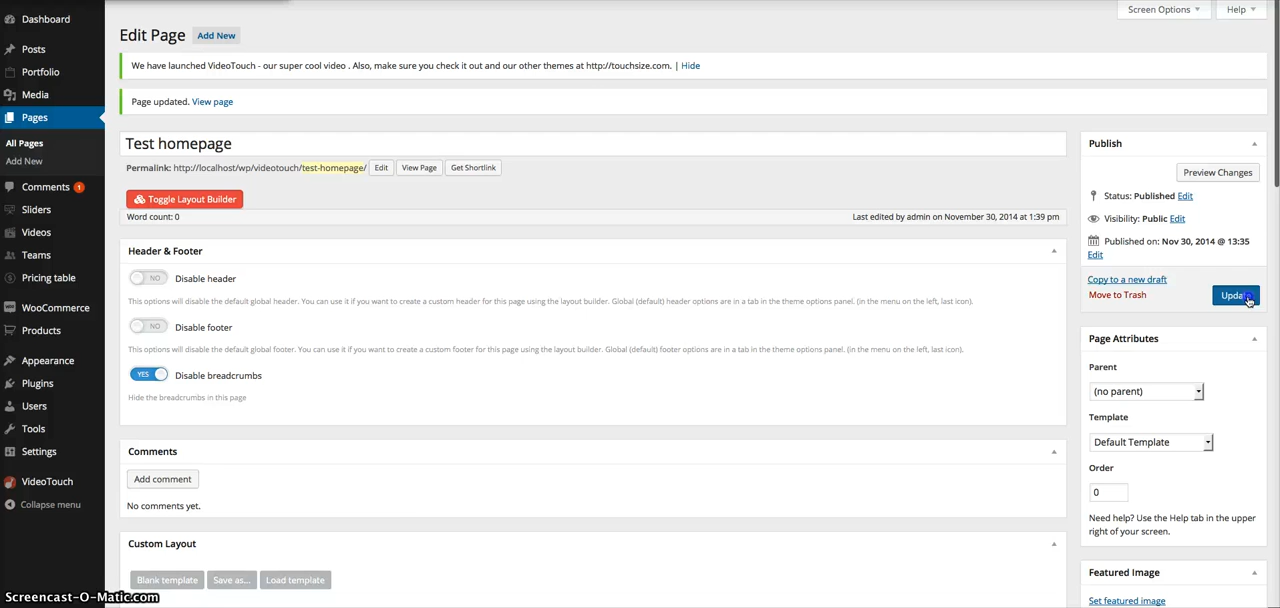 Screen Options
Help
Dashboard
Posts
Portfolio
Media
Pages
All Pages
Add New
Comments 1
Sliders
Videos
Teams
Pricing table
WooCommerce
Products
Appearance
Plugins
Users
Tools
Settings
VideoTouch
Collapse menu
Edit Page Add New
We have launched VideoTouch - our super cool video . Also, make sure you check it out and our other themes at http://touchsize.com. | Hide
Page updated. View page
Test homepage
Permalink: http://localhost/wp/videotouch/test-homepage/ Edit View Page Get Shortlink
Toggle Layout Builder
Word count: 0
Last edited by admin on November 30, 2014 at 1:39 pm
Header & Footer
NO Disable header
This options will disable the default global header. You can use it if you want to create a custom header for this page using the layout builder. Global (default) header options are in a tab in the theme options panel. (in the menu on the left, last icon).
NO Disable footer
This options will disable the default global footer. You can use it if you want to create a custom footer for this page using the layout builder. Global (default) footer options are in a tab in the theme options panel. (in the menu on the left, last icon).
YES Disable breadcrumbs
Hide the breadcrumbs in this page
Comments
Add comment
No comments yet.
Custom Layout
Blank template Save as... Load template
Publish
Preview Changes
Status: Published Edit
Visibility: Public Edit
Published on: Nov 30, 2014 @ 13:35
Edit
Copy to a new draft
Move to Trash
Update
Page Attributes
Parent
(no parent)
Template
Default Template
Order
0
Need help? Use the Help tab in the upper
right of your screen.
Featured Image
Set featured image
Screencast-O-Matic.com